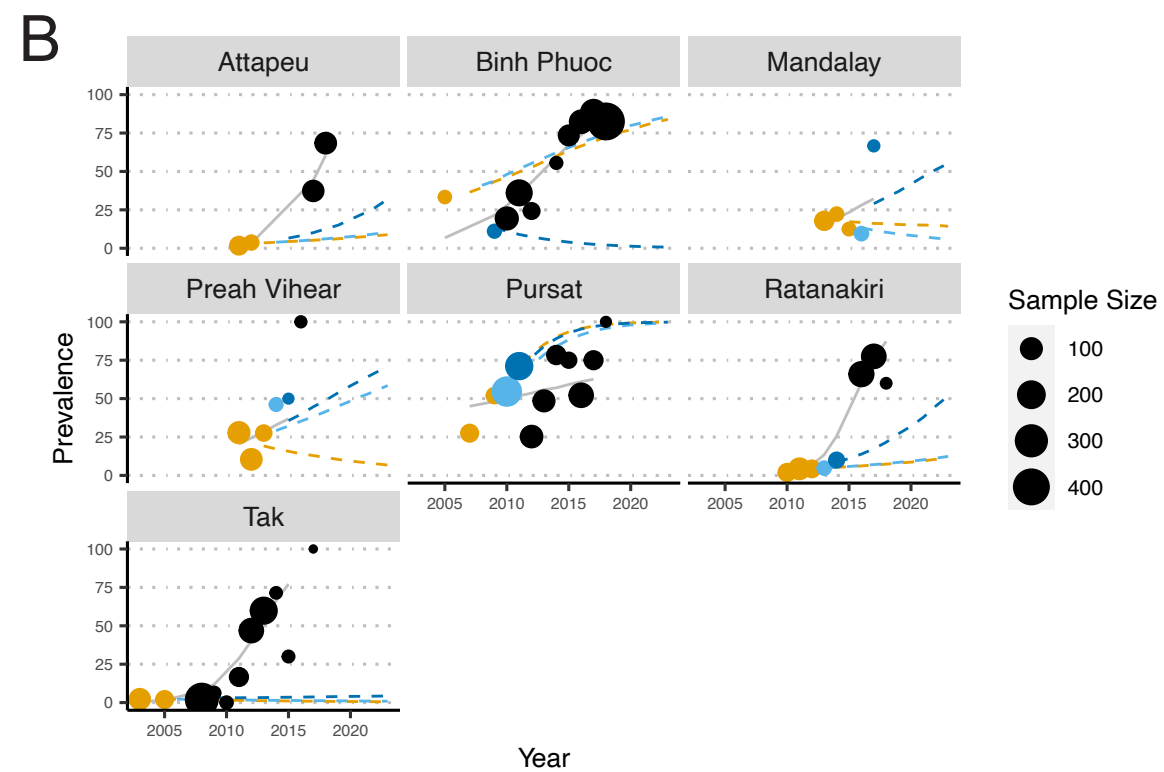 B
Attapeu Binh Phuoc Mandalay
100
75
50
25
0
Preah Vihear Pursat Ratanakiri
100
75
50
25
0
2005 2010 2015 2020 2005 2010 2015 2020
Tak
100
75
50
25
0
2005 2010 2015 2020
Prevalence
Year
Sample Size
100
200
300
400